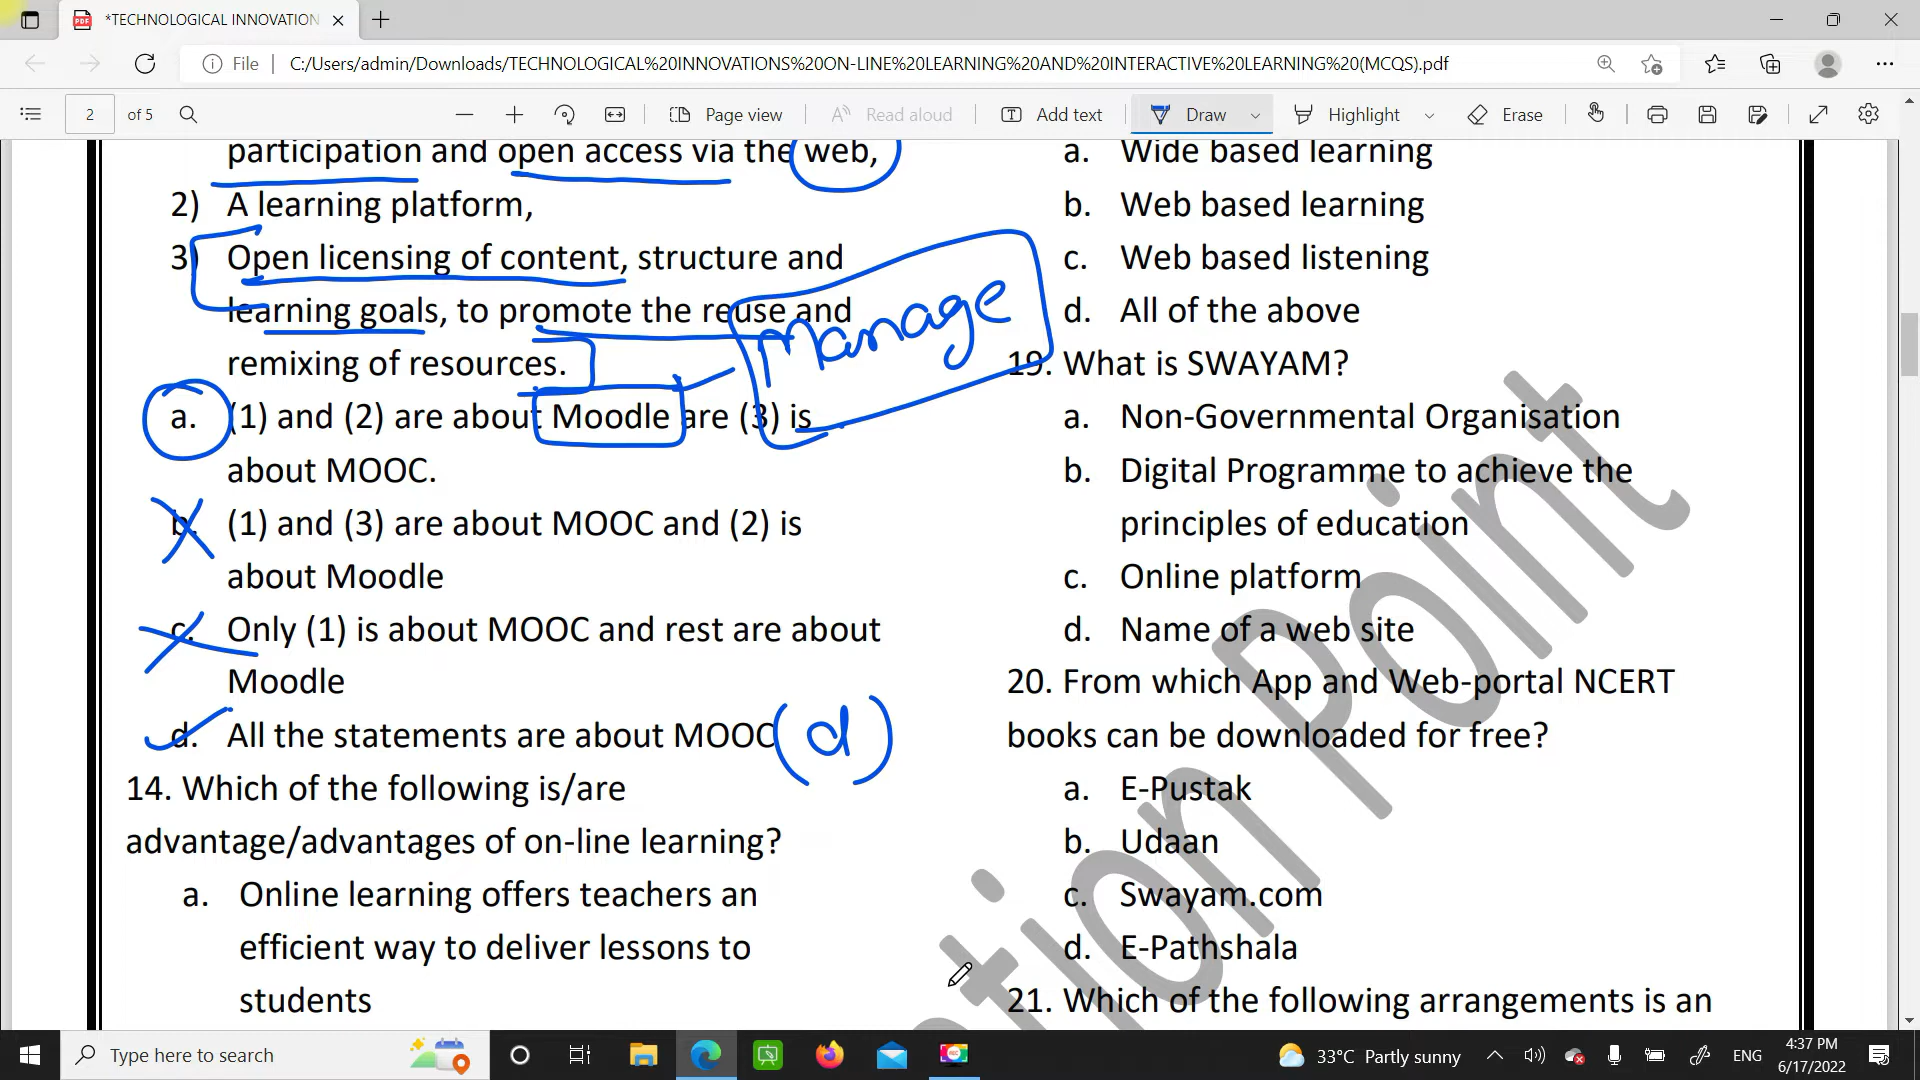 *TECHNOLOGICAL INNOVATION
File
C:/Users/admin/Downloads/TECHNOLOGICAL%20INNOVATIONS%20ON-LINE%20LEARNING%20AND%20INTERACTIVE%20LEARNING%20(MCQS).pdf
2 of 5
Page view
Read aloud
Add text
Draw
Highlight
Erase
participation and open access via the web,
2) A learning platform,
3) Open licensing of content, structure and
learning goals, to promote the reuse and
remixing of resources.
Manage
a. (1) and (2) are about Moodle are (3) is
about MOOC.
b. (1) and (3) are about MOOC and (2) is
about Moodle
c. Only (1) is about MOOC and rest are about
Moodle
d. All the statements are about MOOC (d)
14. Which of the following is/are
advantage/advantages of on-line learning?
a. Online learning offers teachers an
efficient way to deliver lessons to
students
a. Wide based learning
b. Web based learning
c. Web based listening
d. All of the above
19. What is SWAYAM?
a. Non-Governmental Organisation
b. Digital Programme to achieve the
principles of education
c. Online platform
d. Name of a web site
20. From which App and Web-portal NCERT
books can be downloaded for free?
a. E-Pustak
b. Udaan
c. Swayam.com
d. E-Pathshala
21. Which of the following arrangements is an
tion Point
Type here to search
33°C Partly sunny
ENG
4:37 PM
6/17/2022